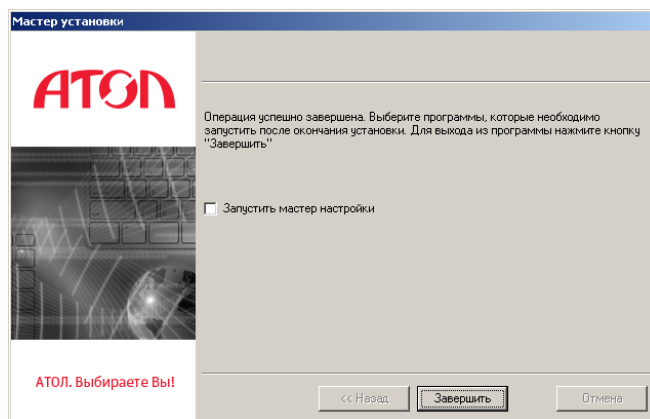 Мастер установки
АТОЛ
Операция успешно завершена. Выберите программы, которые необходимо
запустить после окончания установки. Для выхода из программы нажмите кнопку
"Завершить"
Запустить мастер настройки
АТОЛ. Выбираете Вы!
<< Назад
Завершить
Отмена